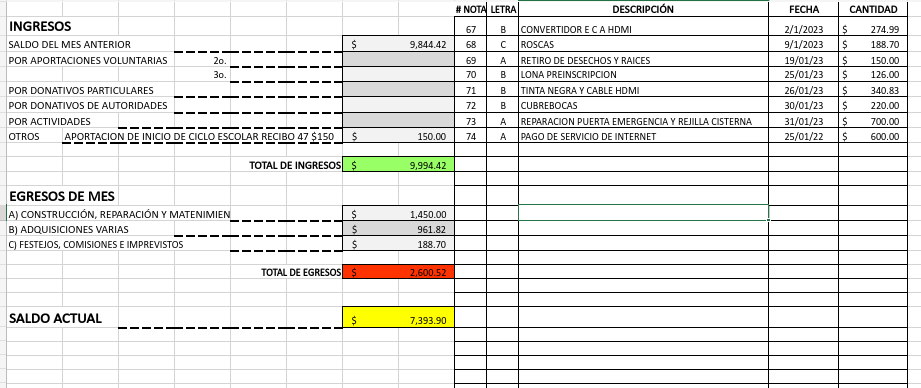 # NOTA LETRA DESCRIPCIÓN FECHA CANTIDAD
INGRESOS
67 B CONVERTIDOR E C A HDMI 2/1/2023 $ 274.99
SALDO DEL MES ANTERIOR $ 9,844.42 68 C ROSCAS 9/1/2023 $ 188.70
POR APORTACIONES VOLUNTARIAS 2o. 69 A RETIRO DE DESECHOS Y RAICES 19/01/23 $ 150.00
3o. 70 B LONA PREINSCRIPCION 25/01/23 $ 126.00
POR DONATIVOS PARTICULARES 71 B TINTA NEGRA Y CABLE HDMI 26/01/23 $ 340.83
POR DONATIVOS DE AUTORIDADES 72 B CUBREBOCAS 30/01/23 $ 220.00
POR ACTIVIDADES 73 A REPARACION PUERTA EMERGENCIA Y REJILLA CISTERNA 31/01/23 $ 700.00
OTROS APORTACION DE INICIO DE CICLO ESCOLAR RECIBO 47 $150 $ 150.00 74 A PAGO DE SERVICIO DE INTERNET 25/01/22 $ 600.00
TOTAL DE INGRESOS $ 9,994.42
EGRESOS DE MES
A) CONSTRUCCIÓN, REPARACIÓN Y MATENIMIEN $ 1,450.00
B) ADQUISICIONES VARIAS $ 961.82
C) FESTEJOS, COMISIONES E IMPREVISTOS $ 188.70
TOTAL DE EGRESOS $ 2,600.52
SALDO ACTUAL $ 7,393.90